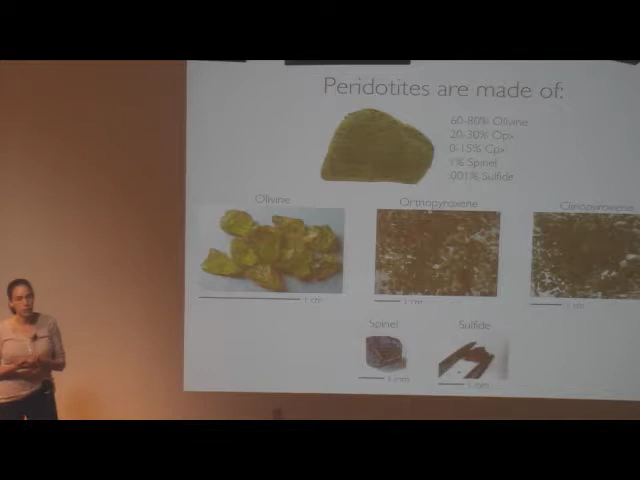 Peridotites are made of:
60-80% Olivine
20-30% Opx
0-15% Cpx
1% Spinel
.001% Sulfide
Olivine
Orthopyroxene
Clinopyroxene
1 cm
1 cm
1 cm
Spinel
Sulfide
1 mm
1 mm